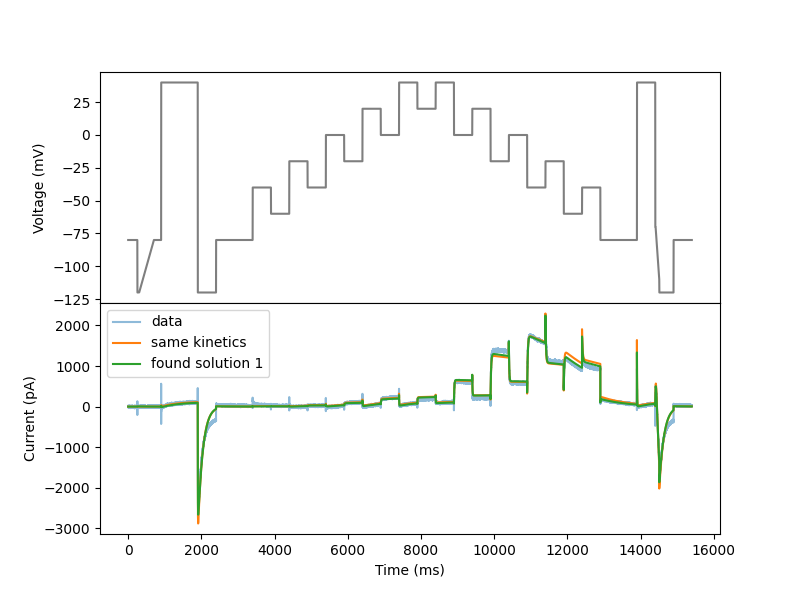 25
0
−25
−50
−75
−100
−125
Voltage (mV)
data
same kinetics
found solution 1
2000
1000
0
−1000
−2000
−3000
Current (pA)
0 2000 4000 6000 8000 10000 12000 14000 16000
Time (ms)